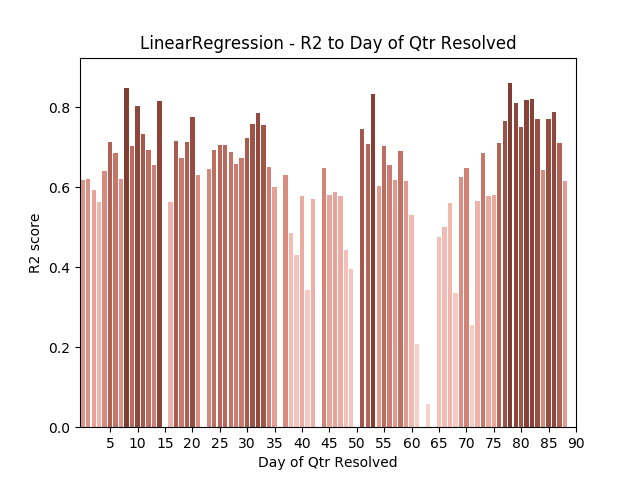 LinearRegression - R2 to Day of Qtr Resolved
R2 score
0.8
0.6
0.4
0.2
0.0
5 10 15 20 25 30 35 40 45 50 55 60 65 70 75 80 85 90
Day of Qtr Resolved